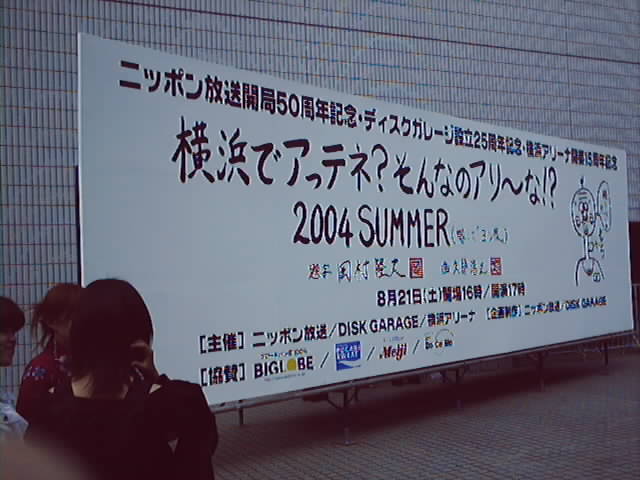 ニッポン放送開局50周年記念・ディスクガレージ設立25周年記念・横浜アリーナ開業15周年記念
横浜でアっテネ？そんなのアリ〜な!?
2004 SUMMER
岡村隆史
8月21日(土)開場16時／開演17時
［主催］ニッポン放送／DISK GARAGE／横浜アリーナ ［企画制作］ニッポン放送／DISK GARAGE
［協賛］BIGLOBE／ ／Meiji／